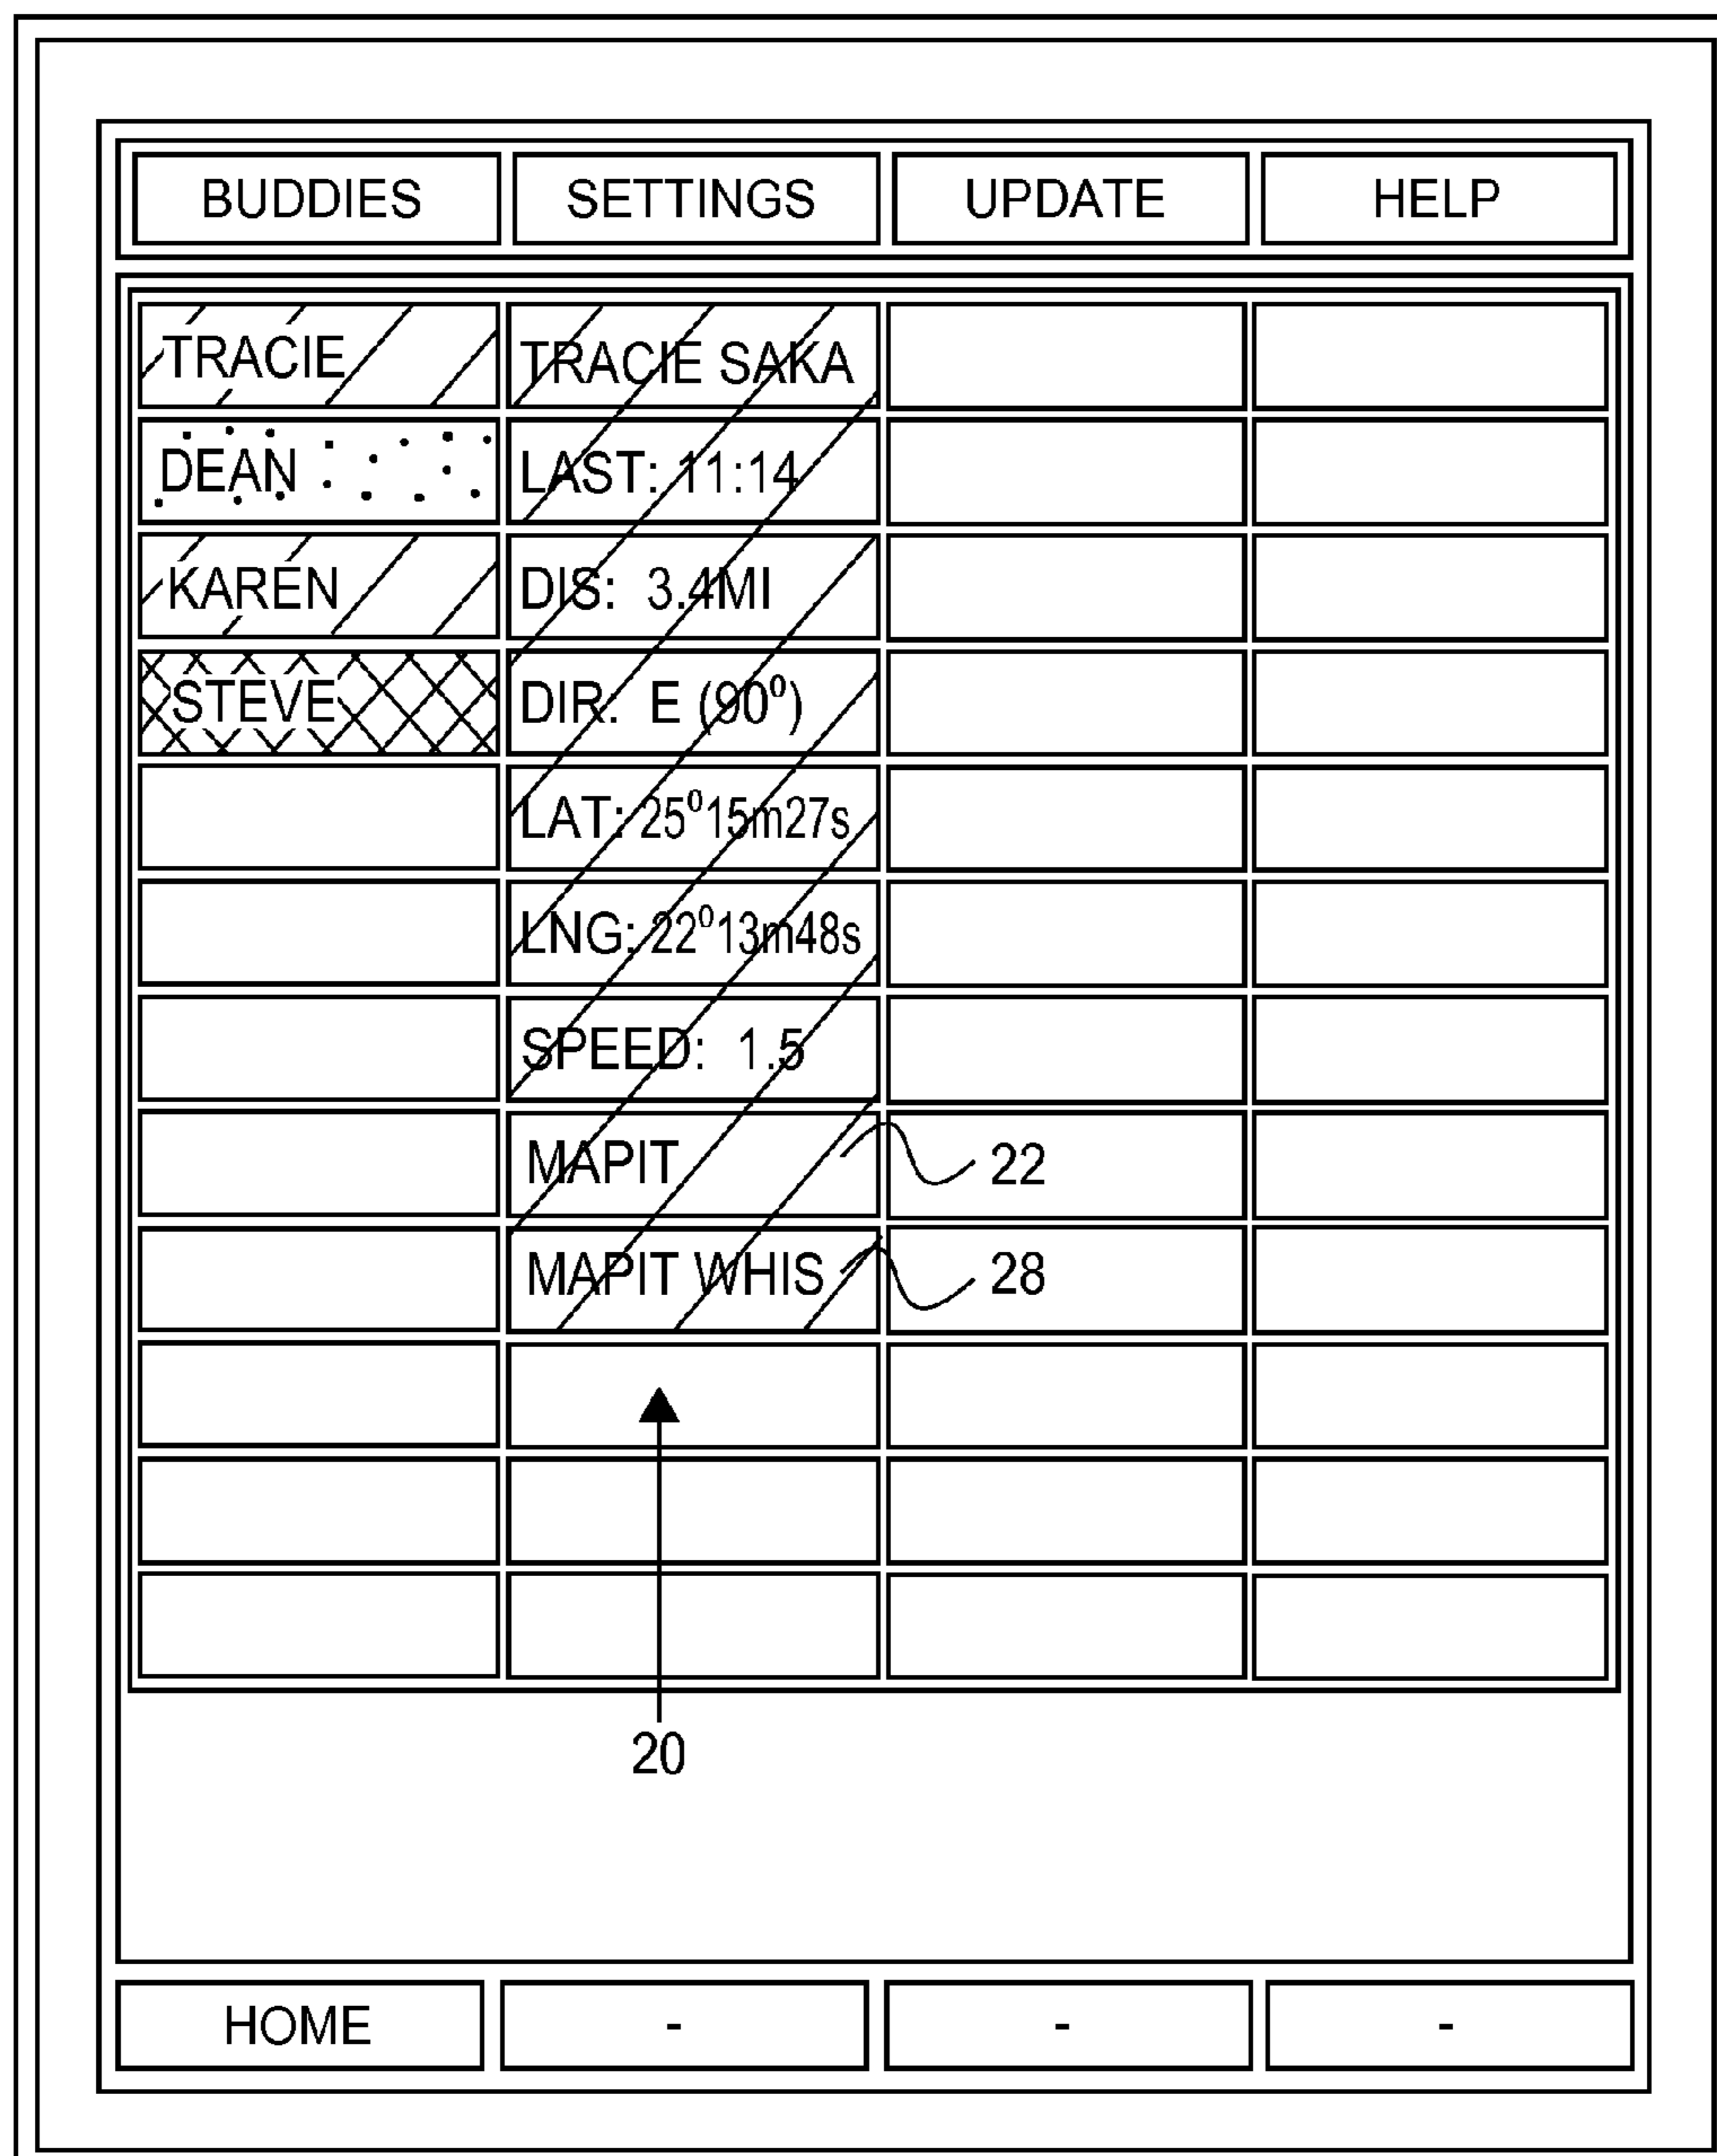 BUDDIES SETTINGS UPDATE HELP
TRACIE TRACIE SAKA
DEAN LAST: 11:14
KAREN DIS: 3.4MI
STEVE DIR. E (90⁰)
LAT: 25⁰15m27s
LNG: 22⁰13m48s
SPEED: 1.5
MAPIT 22
MAPIT WHIS 28
20
HOME - - -